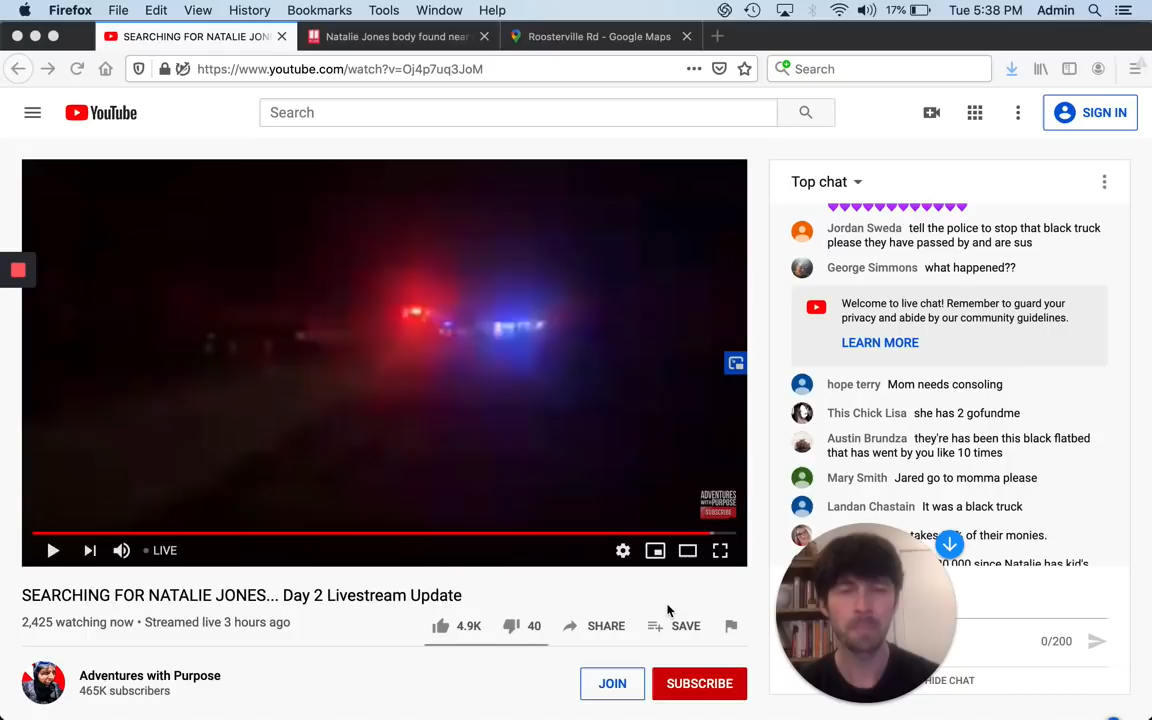 Firefox File Edit View History Bookmarks Tools Window Help 17% Tue 5:38 PM Admin
SEARCHING FOR NATALIE JON
Natalie Jones body found near
Roosterville Rd - Google Maps
https://www.youtube.com/watch?v=Oj4p7uq3JoM
Search
YouTube
Search
SIGN IN
Top chat
Jordan Sweda tell the police to stop that black truck
please they have passed by and are sus
George Simmons what happened??
Welcome to live chat! Remember to guard your
privacy and abide by our community guidelines.
LEARN MORE
hope terry Mom needs consoling
This Chick Lisa she has 2 gofundme
Austin Brundza they're has been this black flatbed
that has went by you like 10 times
Mary Smith Jared go to momma please
Landan Chastain It was a black truck
of their monies.
since Natalie has kid's
0/200
HIDE CHAT
ADVENTURES
WITH PURPOSE
SUBSCRIBE
LIVE
SEARCHING FOR NATALIE JONES... Day 2 Livestream Update
2,425 watching now • Streamed live 3 hours ago
4.9K 40 SHARE SAVE
Adventures with Purpose
465K subscribers
JOIN SUBSCRIBE